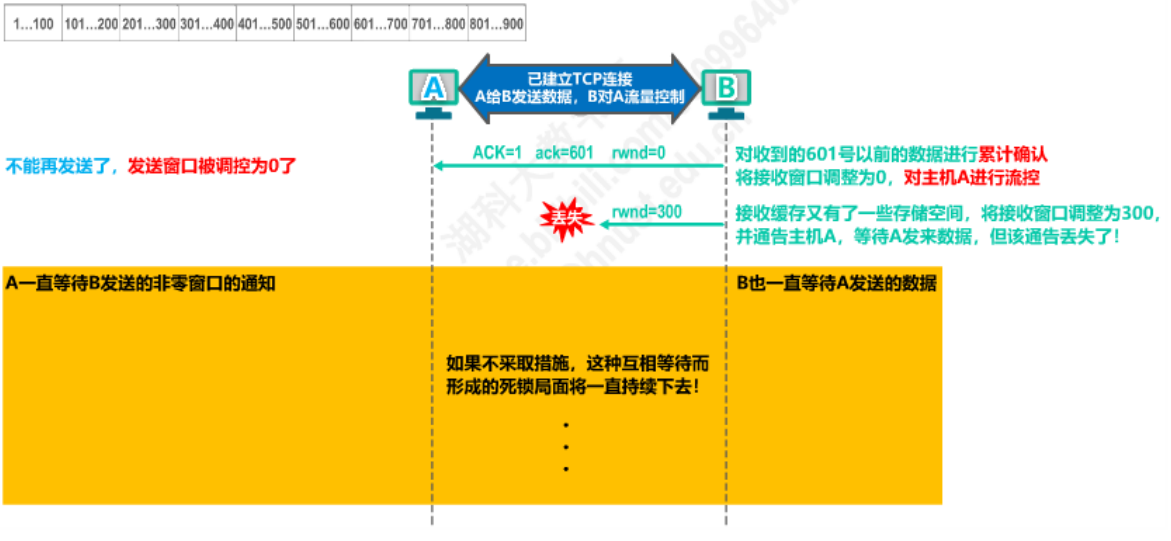 1…100 101…200 201…300 301…400 401…500 501…600 601…700 701…800 801…900
已建立TCP连接
A给B发送数据，B对A流量控制
A
B
不能再发送了，发送窗口被调控为0了
ACK=1 ack=601 rwnd=0
对收到的601号以前的数据进行累计确认
将接收窗口调整为0，对主机A进行流控
丢失
rwnd=300
接收缓存又有了一些存储空间，将接收窗口调整为300，
并通告主机A，等待A发来数据，但该通告丢失了！
A一直等待B发送的非零窗口的通知
B也一直等待A发送的数据
如果不采取措施，这种互相等待而
形成的死锁局面将一直持续下去！